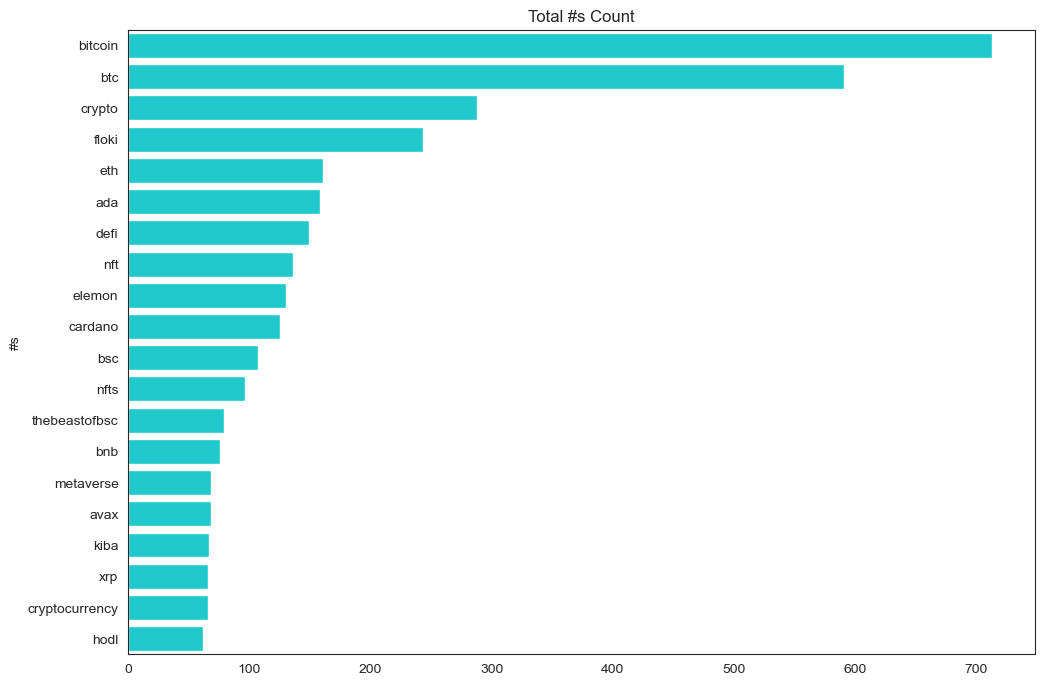 Total #s Count
bitcoin
btc
crypto
floki
eth
ada
defi
nft
elemon
cardano
#s
bsc
nfts
thebeastofbsc
bnb
metaverse
avax
kiba
xrp
cryptocurrency
hodl
0 100 200 300 400 500 600 700